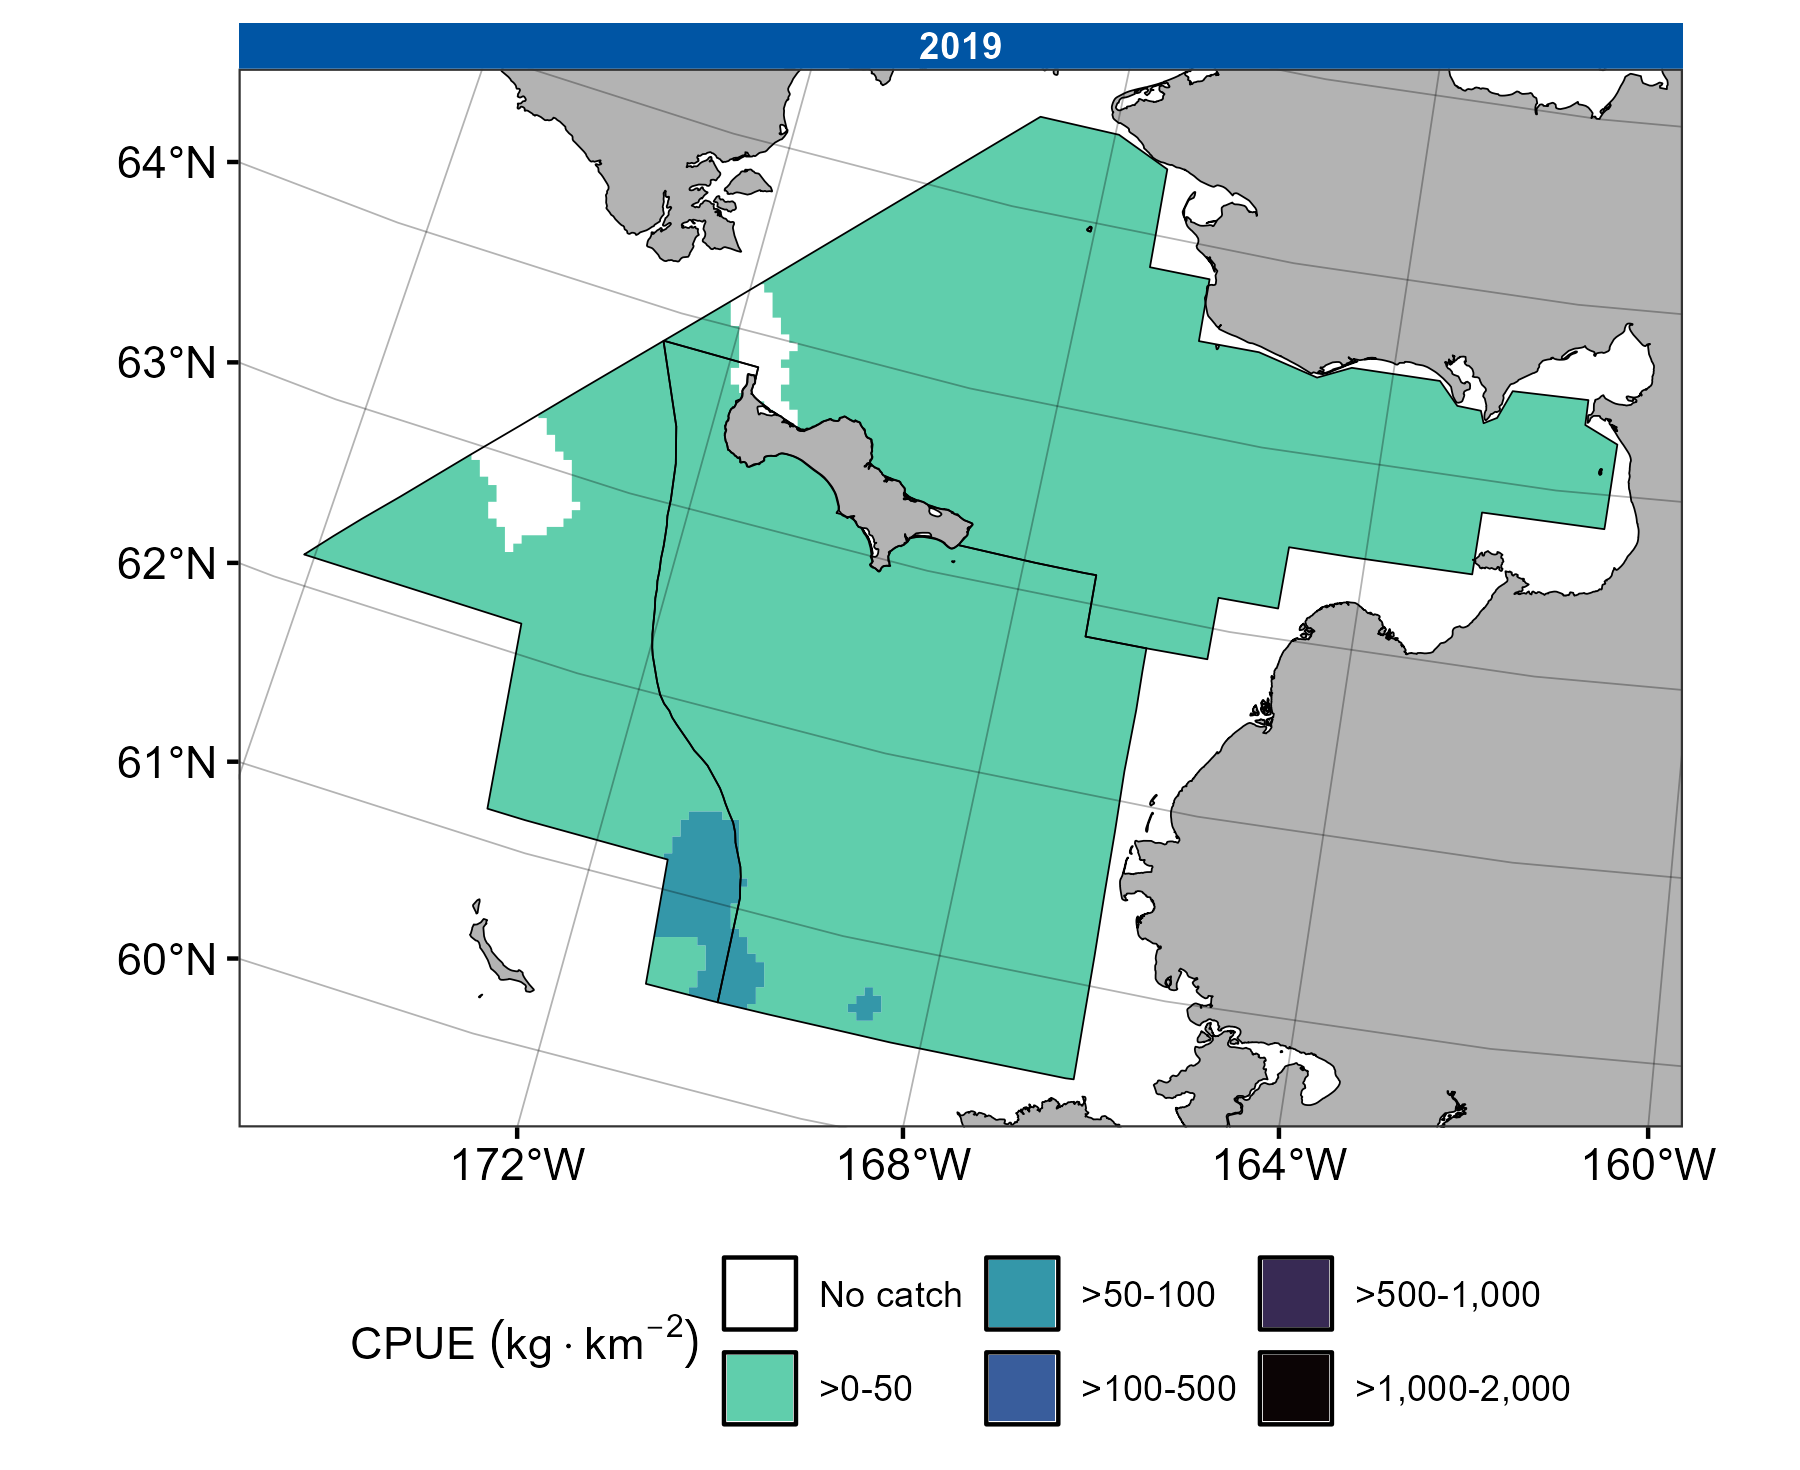 2019
64°N
63°N
62°N
61°N
60°N
172°W 168°W 164°W 160°W
CPUE (kg · km⁻²)
No catch >50-100 >500-1,000
>0-50 >100-500 >1,000-2,000